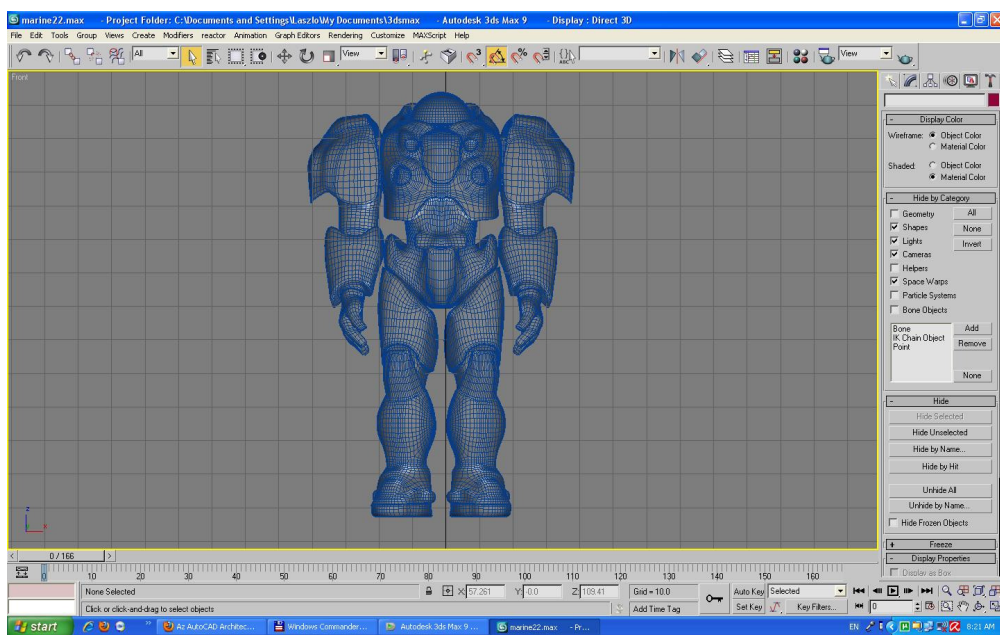 marine22.max - Project Folder: C:\Documents and Settings\Laszlo\My Documents\3dsmax - Autodesk 3ds Max 9 - Display : Direct 3D
File Edit Tools Group Views Create Modifiers reactor Animation Graph Editors Rendering Customize MAXScript Help
All View View
Front
Display Color
Wireframe: Object Color
Material Color
Shaded: Object Color
Material Color
Hide by Category
Geometry All
Shapes None
Lights Invert
Cameras
Helpers
Space Warps
Particle Systems
Bone Objects
Bone Add
IK Chain Object Remove
Point
None
Hide
Hide Selected
Hide Unselected
Hide by Name...
Hide by Hit
Unhide All
Unhide by Name...
Hide Frozen Objects
Freeze
Display Properties
Display as Box
z
x
0 / 166
0 10 20 30 40 50 60 70 80 90 100 110 120 130 140 150 160
None Selected X: 57.261 Y: -0.0 Z: 109.41 Grid = 10.0 Auto Key Selected
Click or click-and-drag to select objects Add Time Tag Set Key Key Filters... 0
start Az AutoCAD Architec... Windows Commander... Autodesk 3ds Max 9 ... marine22.max - Pr... EN 8:21 AM